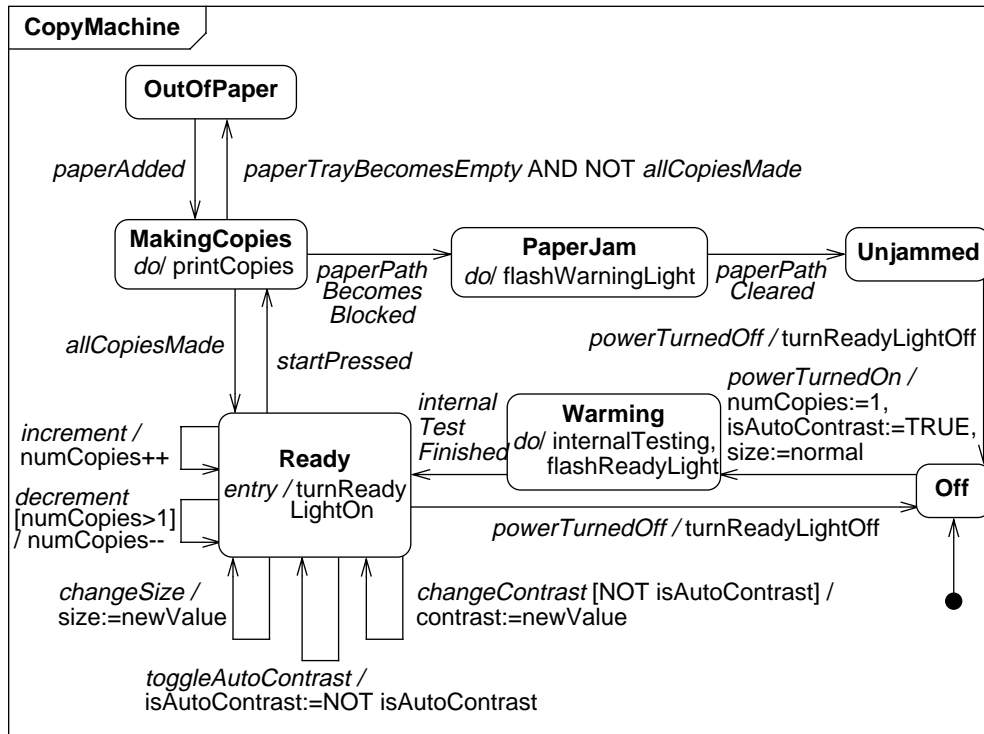 CopyMachine
OutOfPaper
paperAdded
paperTrayBecomesEmpty AND NOT allCopiesMade
MakingCopies
do/ printCopies
paperPath
Becomes
Blocked
PaperJam
do/ flashWarningLight
paperPath
Cleared
Unjammed
allCopiesMade
startPressed
powerTurnedOff / turnReadyLightOff
powerTurnedOn /
numCopies:=1,
isAutoContrast:=TRUE,
size:=normal
internal
Test
Finished
Warming
do/ internalTesting,
flashReadyLight
increment /
numCopies++
decrement
[numCopies>1]
/ numCopies--
Ready
entry / turnReady
LightOn
Off
powerTurnedOff / turnReadyLightOff
changeSize /
size:=newValue
changeContrast [NOT isAutoContrast] /
contrast:=newValue
toggleAutoContrast /
isAutoContrast:=NOT isAutoContrast